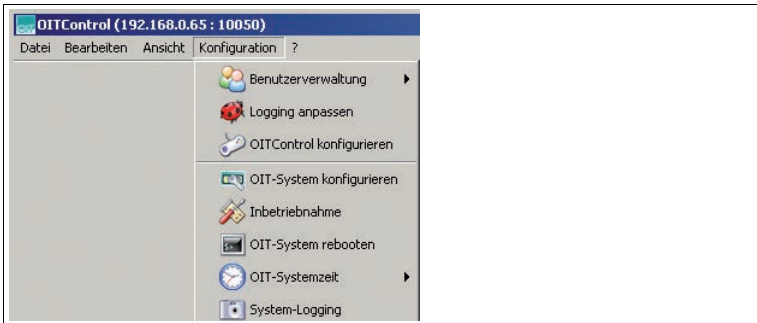 OITControl (192.168.0.65 : 10050)
Datei Bearbeiten Ansicht Konfiguration ?
Benutzerverwaltung
Logging anpassen
OITControl konfigurieren
OIT-System konfigurieren
Inbetriebnahme
OIT-System rebooten
OIT-Systemzeit
System-Logging